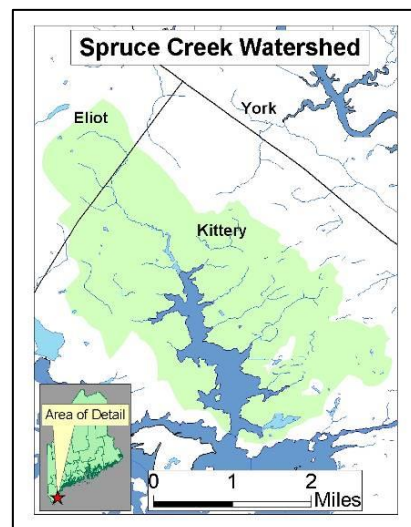 Spruce Creek Watershed
Eliot
York
Kittery
Area of Detail
0 1 2
Miles